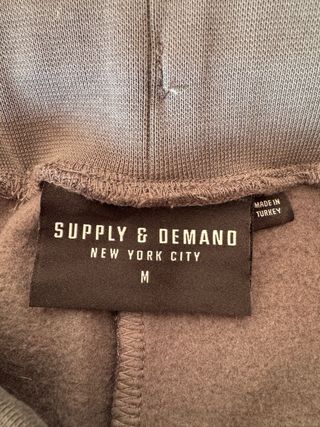 SUPPLY & DEMAND
NEW YORK CITY
M
MADE IN
TURKEY